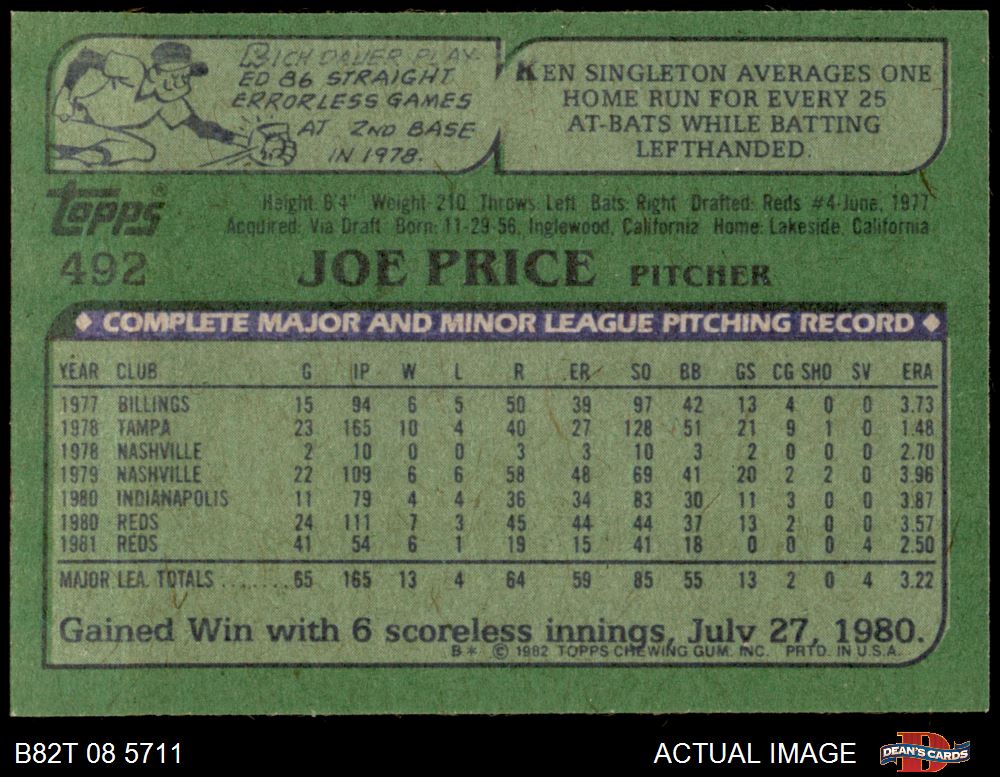 RICH DAUER PLAY-
ED 86 STRAIGHT
ERRORLESS GAMES
AT 2ND BASE
IN 1978.
KEN SINGLETON AVERAGES ONE
HOME RUN FOR EVERY 25
AT-BATS WHILE BATTING
LEFTHANDED.
Topps®
Height: 6'4" Weight: 210 Throws: Left Bats: Right Drafted: Reds #4-June, 1977
Acquired: Via Draft Born: 11-29-56, Inglewood, California Home: Lakeside, California
492 JOE PRICE PITCHER
◆ COMPLETE MAJOR AND MINOR LEAGUE PITCHING RECORD ◆
YEAR CLUB G IP W L R ER SO BB GS CG SHO SV ERA
1977 BILLINGS 15 94 6 5 50 39 97 42 13 4 0 0 3.73
1978 TAMPA 23 165 10 4 40 27 128 51 21 9 1 0 1.48
1978 NASHVILLE 2 10 0 0 3 3 10 3 2 0 0 0 2.70
1979 NASHVILLE 22 109 6 6 58 48 69 41 20 2 2 0 3.96
1980 INDIANAPOLIS 11 79 4 4 36 34 83 30 11 3 0 0 3.87
1980 REDS 24 111 7 3 45 44 44 37 13 2 0 0 3.57
1981 REDS 41 54 6 1 19 15 41 18 0 0 0 4 2.50
MAJOR LEA. TOTALS ........ 65 165 13 4 64 59 85 55 13 2 0 4 3.22
Gained Win with 6 scoreless innings, July 27, 1980.
B* © 1982 TOPPS CHEWING GUM, INC. PRTD. IN U.S.A.
B82T 08 5711 ACTUAL IMAGE DEAN'S CARDS